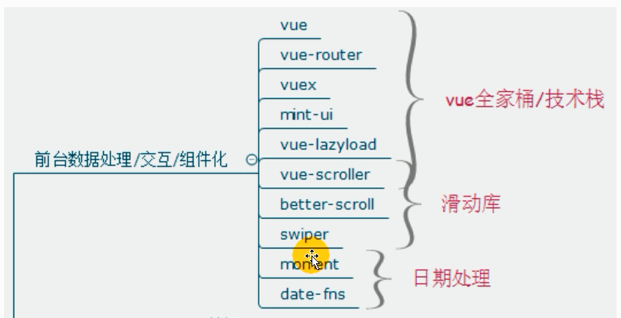 vue
vue-router
vuex
mint-ui
vue-lazyload
vue-scroller
better-scroll
swiper
moment
date-fns
前台数据处理/交互/组件化
vue全家桶/技术栈
滑动库
日期处理